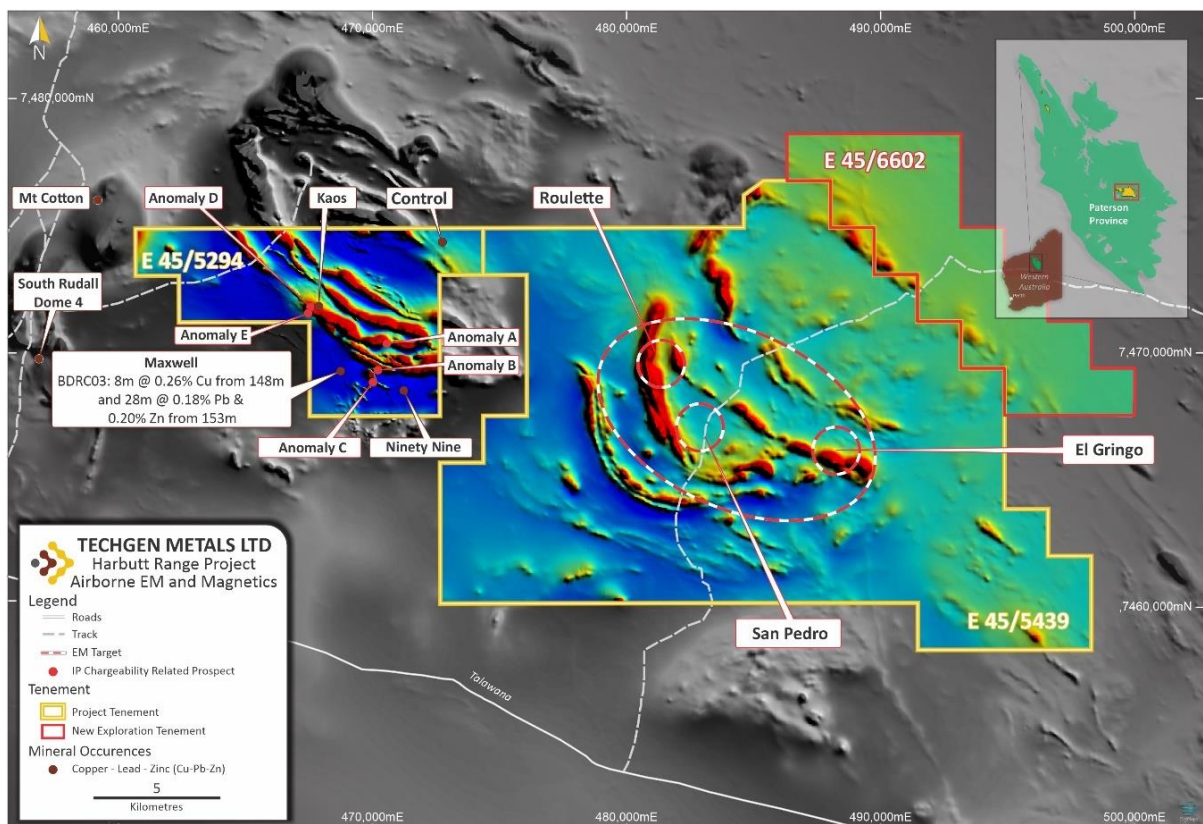 460,000mE
470,000mE
480,000mE
490,000mE
500,000mE
N
7,480,000mN
E 45/6602
Paterson
Province
Western
Australia
Mt Cotton
Anomaly D
Kaos
Control
Roulette
E 45/5294
South Rudall
Dome 4
Anomaly E
Anomaly A
7,470,000mN
Maxwell
BDRC03: 8m @ 0.26% Cu from 148m
and 28m @ 0.18% Pb &
0.20% Zn from 153m
Anomaly B
Anomaly C
Ninety Nine
El Gringo
TECHGEN METALS LTD
Harbutt Range Project
Airborne EM and Magnetics
Legend
Roads
Track
EM Target
IP Chargeability Related Prospect
Tenement
Project Tenement
New Exploration Tenement
Mineral Occurences
Copper - Lead - Zinc (Cu-Pb-Zn)
5
Kilometres
7,460,000mN
San Pedro
E 45/5439
Talawana
470,000mE
480,000mE
490,000mE
500,000mE